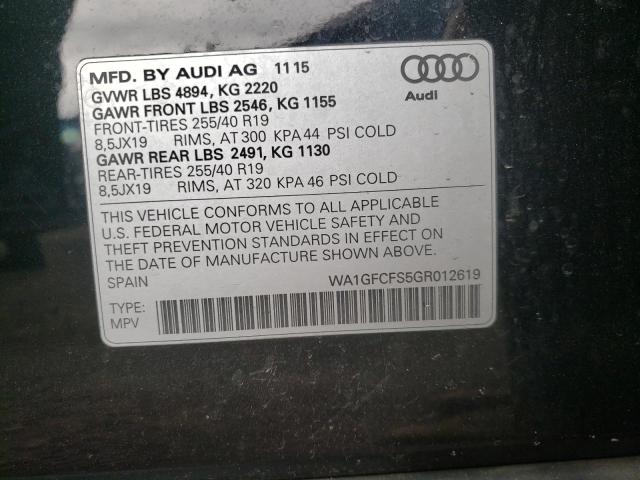 MFD. BY AUDI AG 11 15
GVWR LBS 4894, KG 2220
GAWR FRONT LBS 2546, KG 1155
FRONT-TIRES 255/40 R19
8,5JX19 RIMS, AT 300 KPA 44 PSI COLD
GAWR REAR LBS 2491, KG 1130
REAR-TIRES 255/40 R19
8,5JX19 RIMS, AT 320 KPA 46 PSI COLD
Audi
THIS VEHICLE CONFORMS TO ALL APPLICABLE
U.S. FEDERAL MOTOR VEHICLE SAFETY AND
THEFT PREVENTION STANDARDS IN EFFECT ON
THE DATE OF MANUFACTURE SHOWN ABOVE.
SPAIN WA1GFCFS5GR012619
TYPE:
MPV